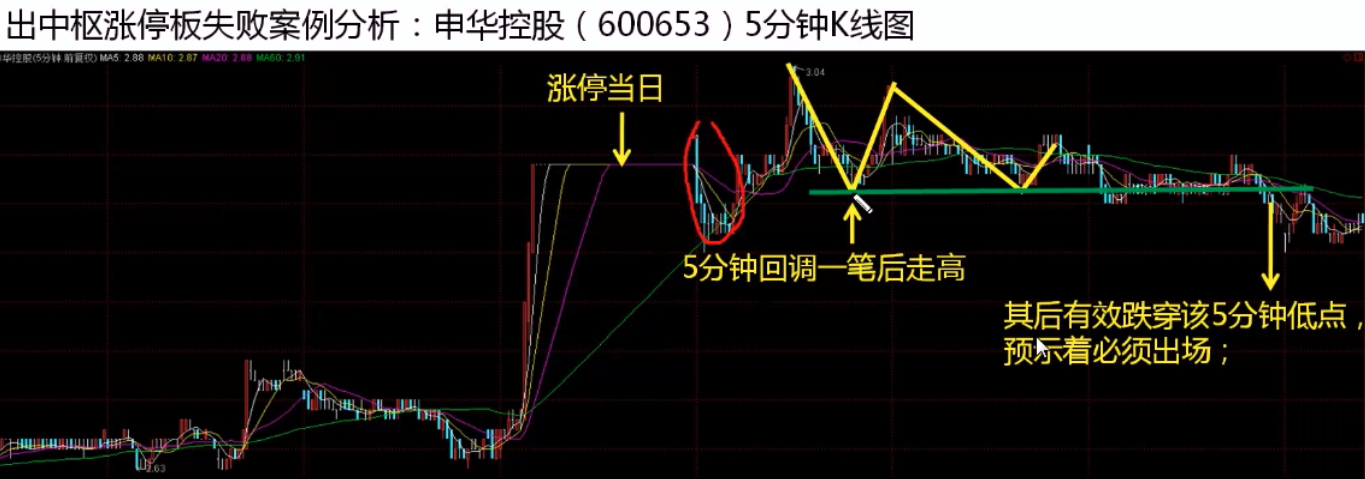 出中枢涨停板失败案例分析：申华控股（600653）5分钟K线图
申华控股(5分钟 前复权) MA5: 2.88 MA10: 2.87 MA20: 2.88 MA60: 2.91
涨停当日
3.04
5分钟回调一笔后走高
其后有效跌穿该5分钟低点，
预示着必须出场；
2.63